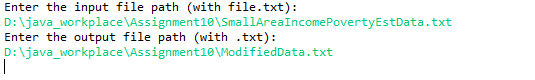 Enter the input file path (with file.txt):
D:\java_workplace\Assignment10\SmallAreaIncomePovertyEstData.txt
Enter the output file path (with .txt):
D:\java_workplace\Assignment10\ModifiedData.txt